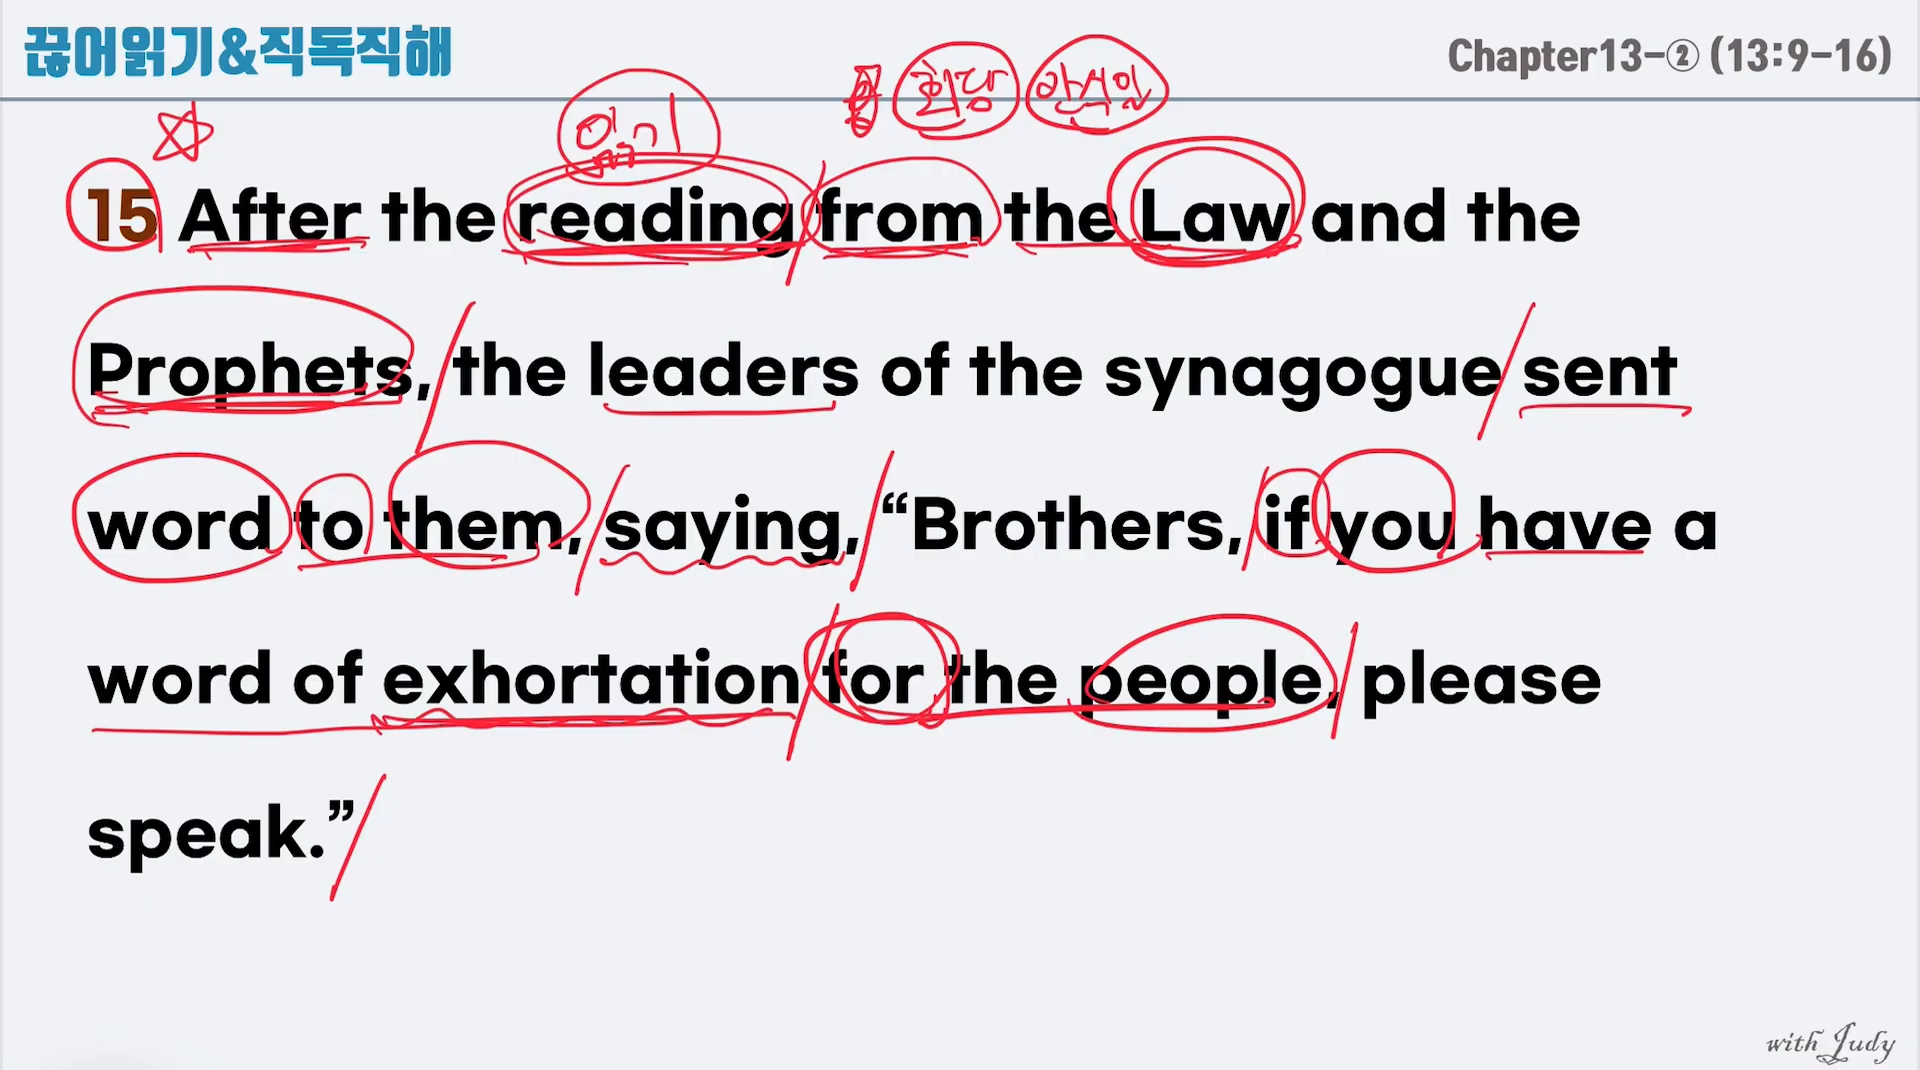 끊어읽기&직독직해
Chapter13-② (13:9-16)
읽기
회당 안식일
15 After the reading from the Law and the
Prophets, the leaders of the synagogue sent
word to them, saying, “Brothers, if you have a
word of exhortation for the people, please
speak.”
with Judy